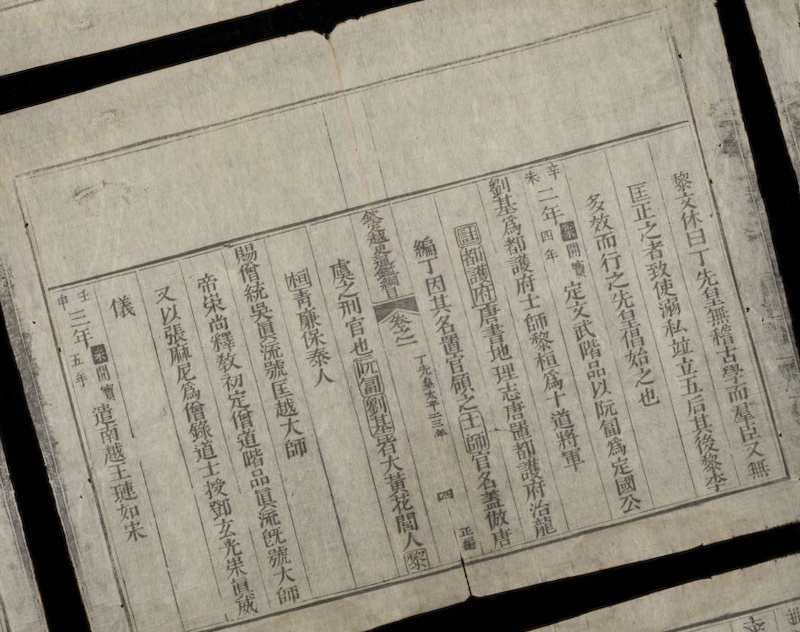 黎文休曰丁先皇無稽古學而羣臣又無
匡正之者致使溺私竝立五后其後黎李
多效而行之先皇倡始之也
辛未二年四年宋開寶定文武階品以阮匐爲定國公
劉基爲都護府士師黎桓爲十道將軍
註都護府唐書地理志唐置都護府治龍
編丁因其名置官領之士師官名蓋倣唐
欽定越史通鑑綱目 卷之一 丁先皇太平二三年 四 正編
虞之刑官也阮匐劉基皆大黃花閭人黎
桓青廉保泰人
賜僧統吳眞流號匡越大師
帝崇尚釋教初定僧道階品眞流旣號大師
又以張麻尼爲僧錄道士授鄧玄光崇眞威
儀
壬申三年五年宋開寶遣南越王璉如宋